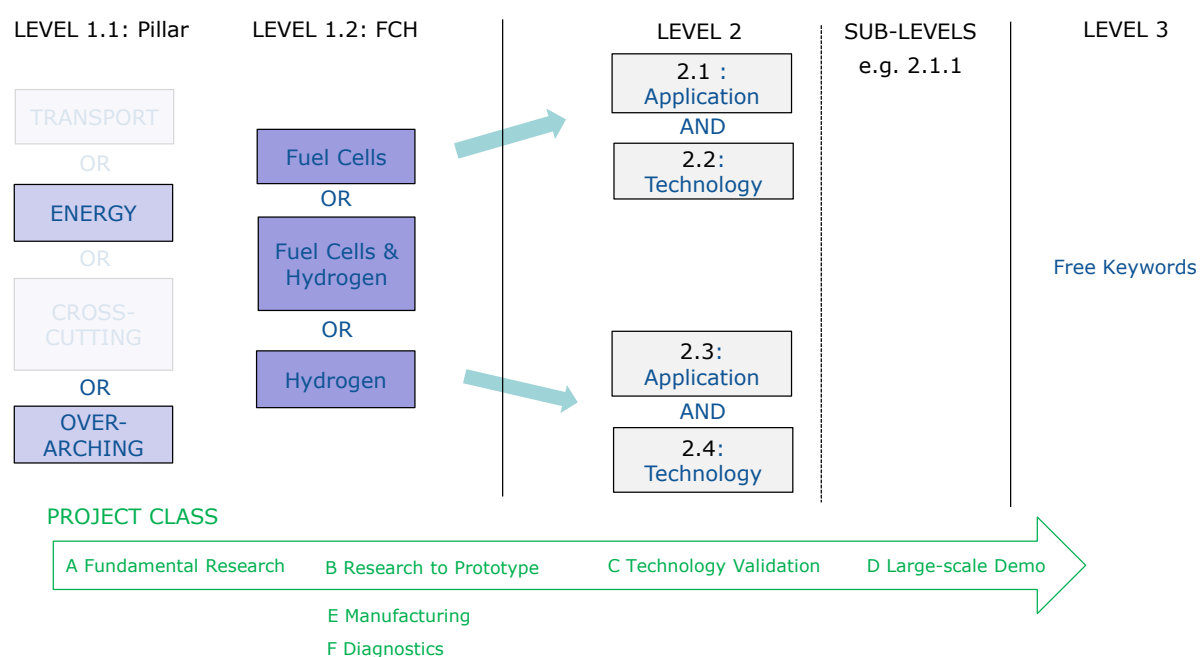 LEVEL 1.1: Pillar
TRANSPORT
OR
ENERGY
OR
CROSS-
CUTTING
OR
OVER-
ARCHING
LEVEL 1.2: FCH
Fuel Cells
OR
Fuel Cells &
Hydrogen
OR
Hydrogen
LEVEL 2
2.1 :
Application
AND
2.2:
Technology
2.3:
Application
AND
2.4:
Technology
SUB-LEVELS
e.g. 2.1.1
LEVEL 3
Free Keywords
PROJECT CLASS
A Fundamental Research
B Research to Prototype
C Technology Validation
D Large-scale Demo
E Manufacturing
F Diagnostics